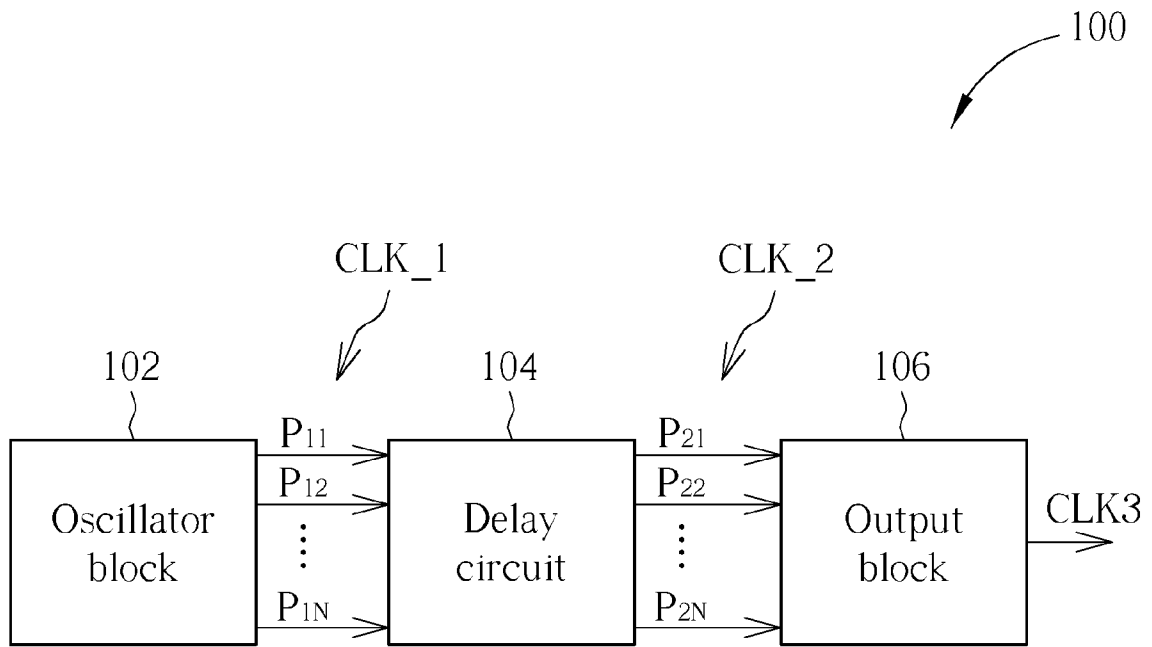 100
CLK_1
CLK_2
102
104
106
P11
P12
P1N
P21
P22
P2N
Oscillator
block
Delay
circuit
Output
block
CLK3